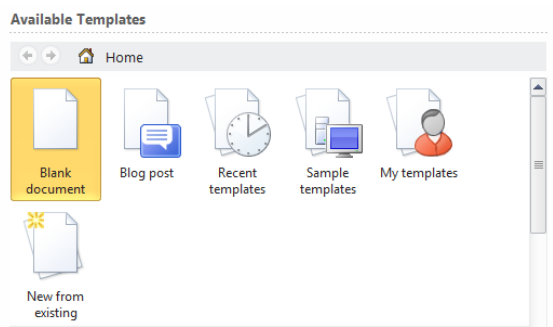 Available Templates
Home
Blank
document
Blog post
Recent
templates
Sample
templates
My templates
New from
existing